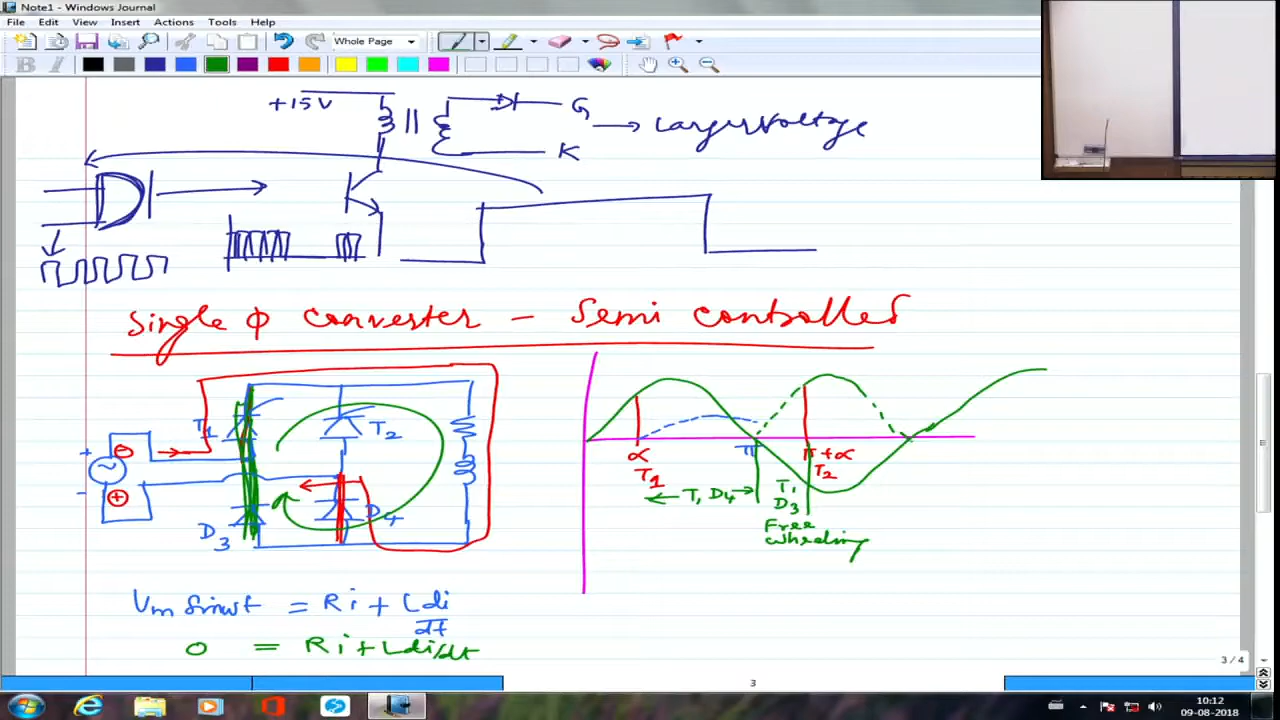 Note1 - Windows Journal
File Edit View Insert Actions Tools Help
Whole Page
B I
+15V
G
K
Larger voltage
Single φ converter - Semi controlled
T1
T2
D3
D4
+
-
⊖
⊕
α
T1
π
π+α
T2
T1 D4
T1
D3
Free
wheeling
Vm Sinωt = Ri + Ldi/dt
0 = Ri + Ldi/dt
3 / 4
3
10:12
09-08-2018